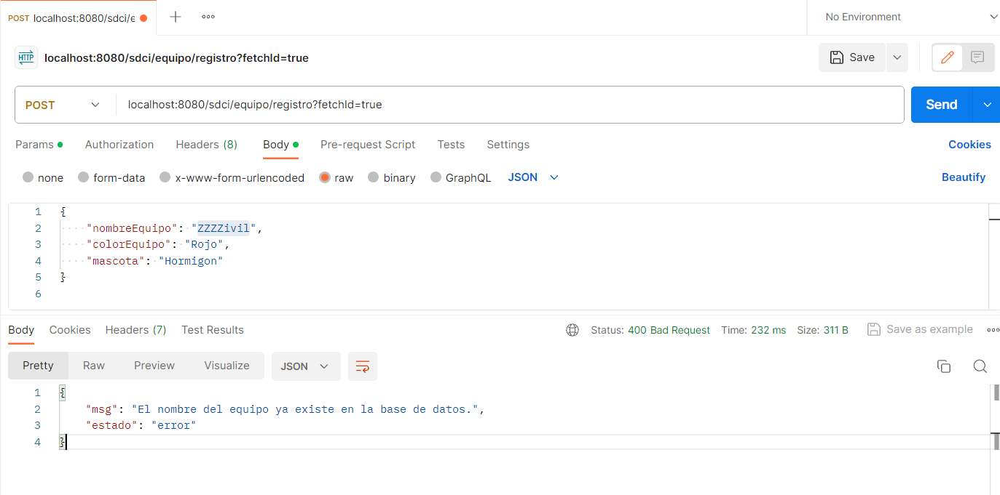 POST localhost:8080/sdci/e
No Environment
HTTP localhost:8080/sdci/equipo/registro?fetchId=true
Save
POST localhost:8080/sdci/equipo/registro?fetchId=true Send
Params Authorization Headers (8) Body Pre-request Script Tests Settings Cookies
none form-data x-www-form-urlencoded raw binary GraphQL JSON Beautify
1 {
2 "nombreEquipo": "ZZZZivil",
3 "colorEquipo": "Rojo",
4 "mascota": "Hormigon"
5 }
6
Body Cookies Headers (7) Test Results Status: 400 Bad Request Time: 232 ms Size: 311 B Save as example
Pretty Raw Preview Visualize JSON
1 {
2 "msg": "El nombre del equipo ya existe en la base de datos.",
3 "estado": "error"
4 }